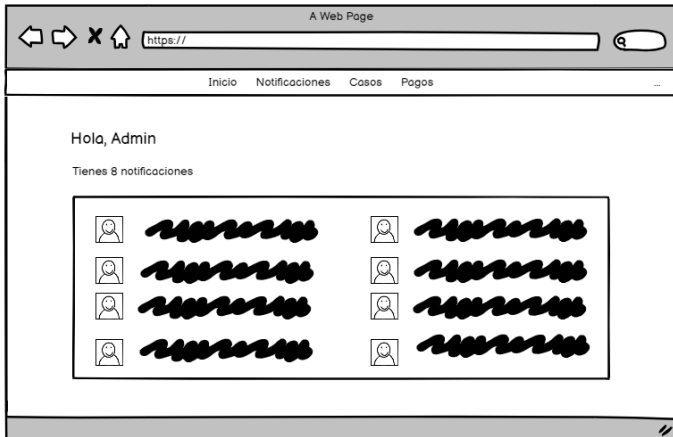 A Web Page
https://
Inicio Notificaciones Casos Pagos ...
Hola, Admin
Tienes 8 notificaciones